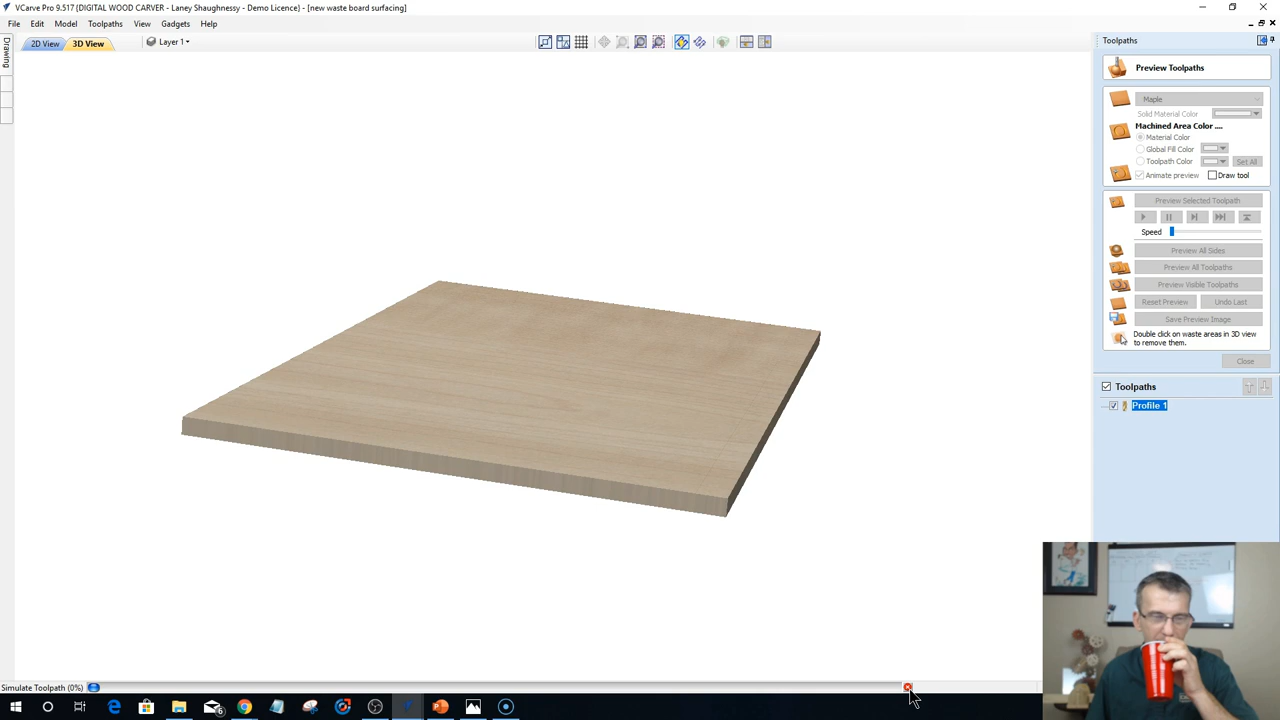 VCarve Pro 9.517 {DIGITAL WOOD CARVER - Laney Shaughnessy - Demo Licence} - [new waste board surfacing]
File Edit Model Toolpaths View Gadgets Help
2D View 3D View Layer 1
Drawing
Toolpaths
Preview Toolpaths
Maple
Solid Material Color
Machined Area Color ....
Material Color
Global Fill Color
Toolpath Color Set All
Animate preview Draw tool
Preview Selected Toolpath
Speed
Preview All Sides
Preview All Toolpaths
Preview Visible Toolpaths
Reset Preview Undo Last
Save Preview Image
Double click on waste areas in 3D view
to remove them.
Close
Toolpaths
Profile 1
Simulate Toolpath (0%)